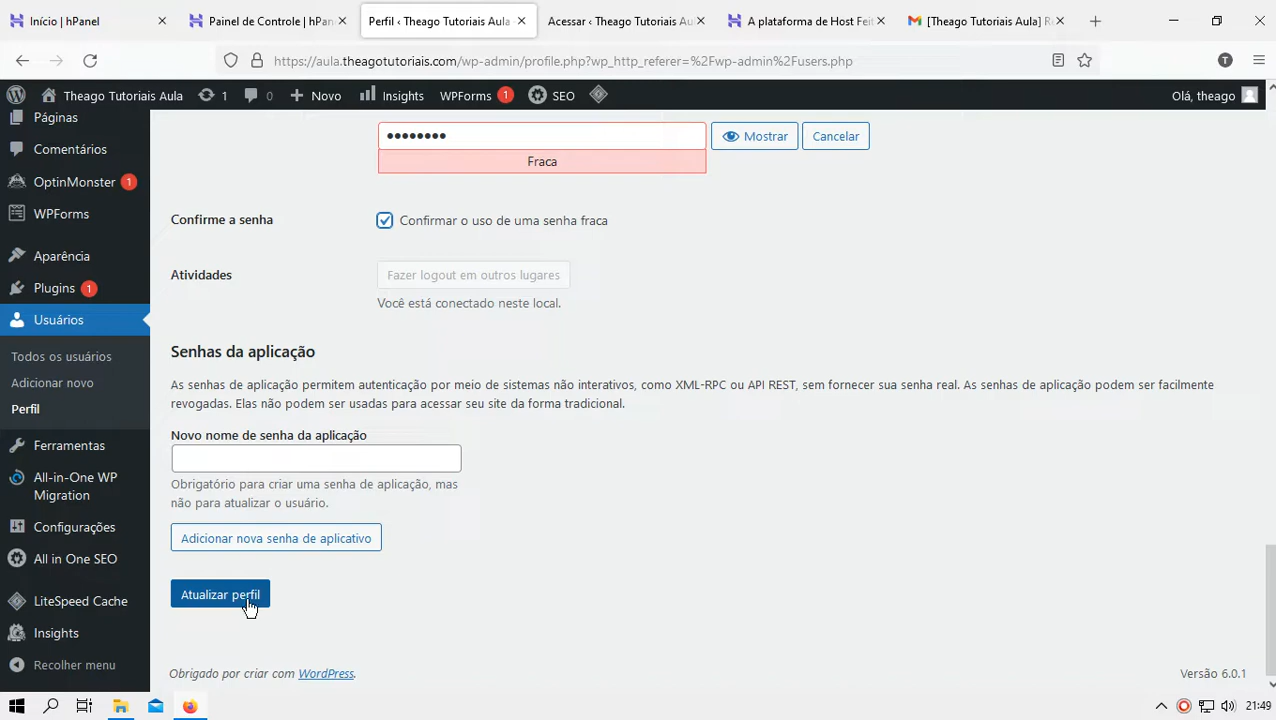 Início | hPanel
Painel de Controle | hPan
Perfil ‹ Theago Tutoriais Aula
Acessar ‹ Theago Tutoriais Au
A plataforma de Host Feit
[Theago Tutoriais Aula] R
https://aula.theagotutoriais.com/wp-admin/profile.php?wp_http_referer=%2Fwp-admin%2Fusers.php
T
Theago Tutoriais Aula
1
0
Novo
Insights
WPForms 1
SEO
Olá, theago
Páginas
Comentários
OptinMonster 1
WPForms
Aparência
Plugins 1
Usuários
Todos os usuários
Adicionar novo
Perfil
Ferramentas
All-in-One WP
Migration
Configurações
All in One SEO
LiteSpeed Cache
Insights
Recolher menu
••••••••
Mostrar
Cancelar
Fraca
Confirme a senha
Confirmar o uso de uma senha fraca
Atividades
Fazer logout em outros lugares
Você está conectado neste local.
Senhas da aplicação
As senhas de aplicação permitem autenticação por meio de sistemas não interativos, como XML-RPC ou API REST, sem fornecer sua senha real. As senhas de aplicação podem ser facilmente
revogadas. Elas não podem ser usadas para acessar seu site da forma tradicional.
Novo nome de senha da aplicação
Obrigatório para criar uma senha de aplicação, mas
não para atualizar o usuário.
Adicionar nova senha de aplicativo
Atualizar perfil
Obrigado por criar com WordPress.
Versão 6.0.1
21:49